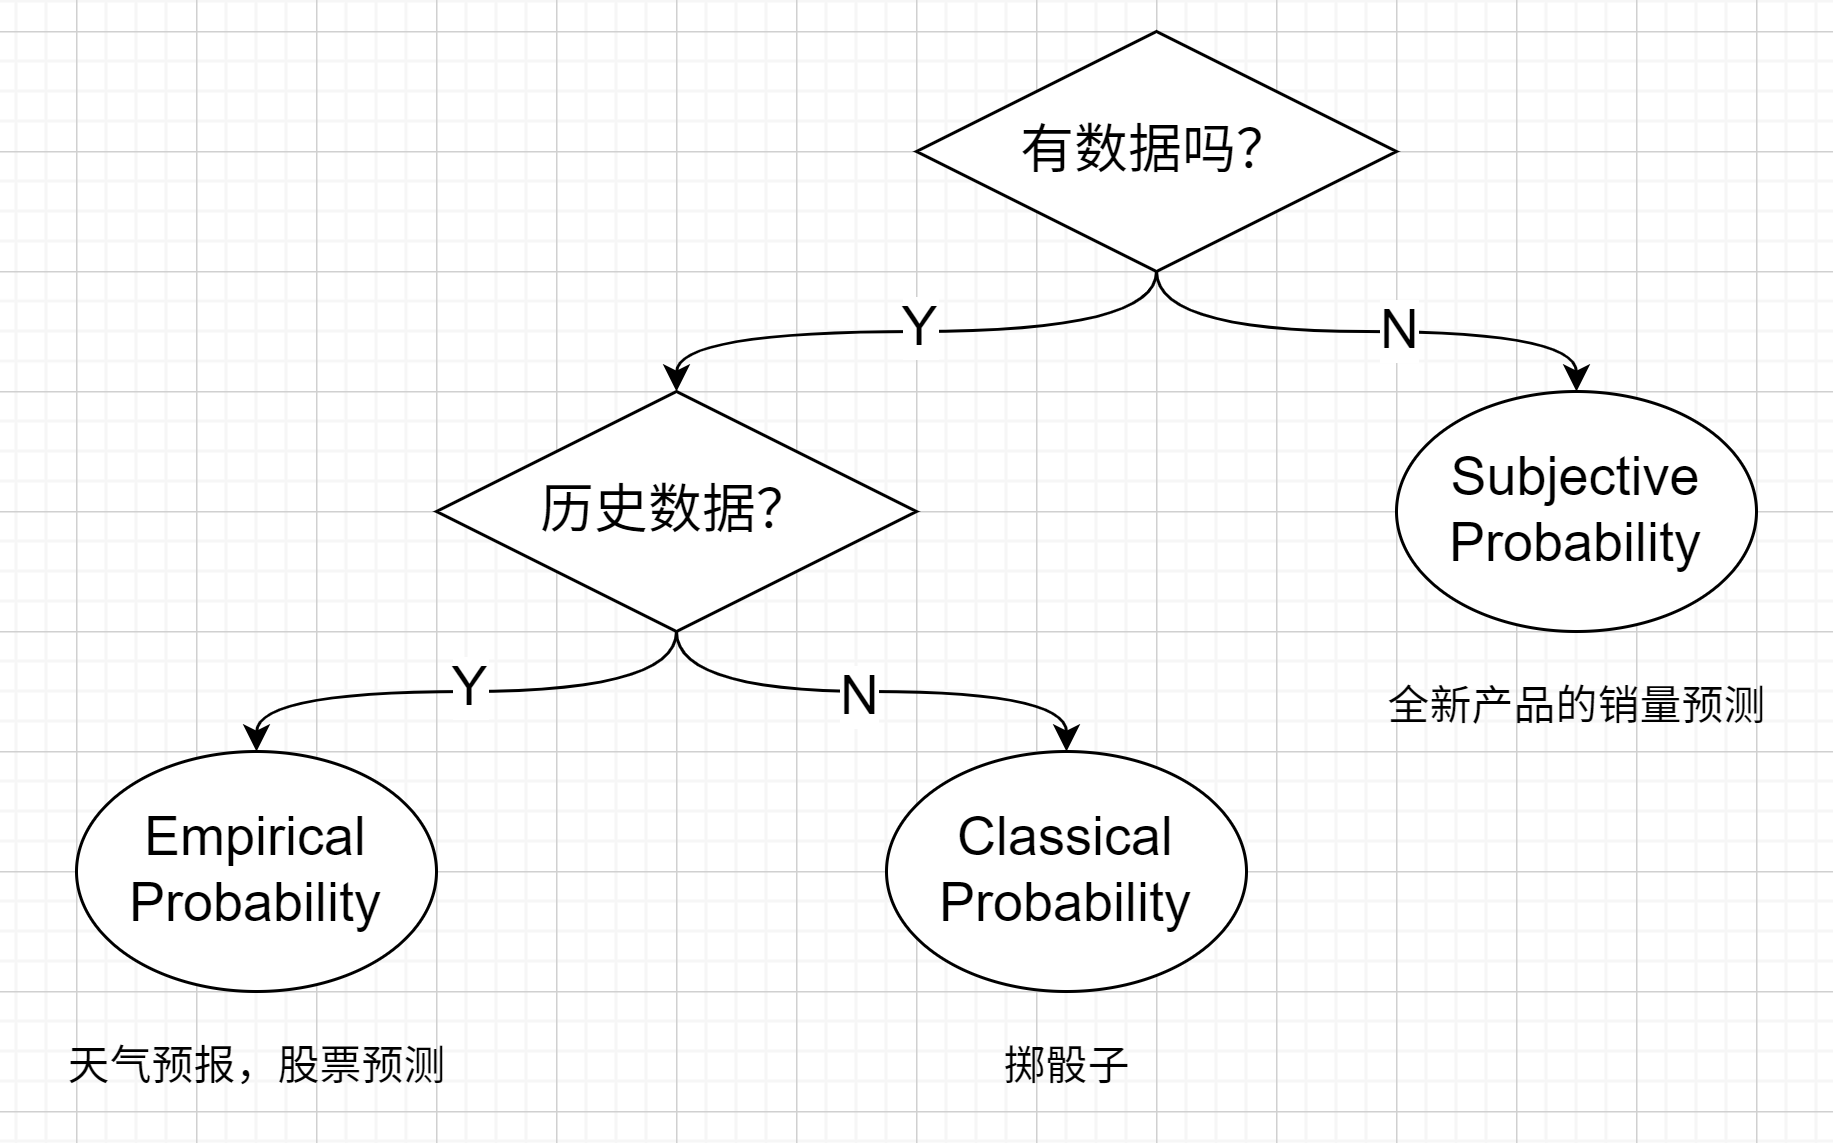 有数据吗？
Y
N
历史数据？
Subjective
Probability
Y
N
全新产品的销量预测
Empirical
Probability
Classical
Probability
天气预报，股票预测
掷骰子